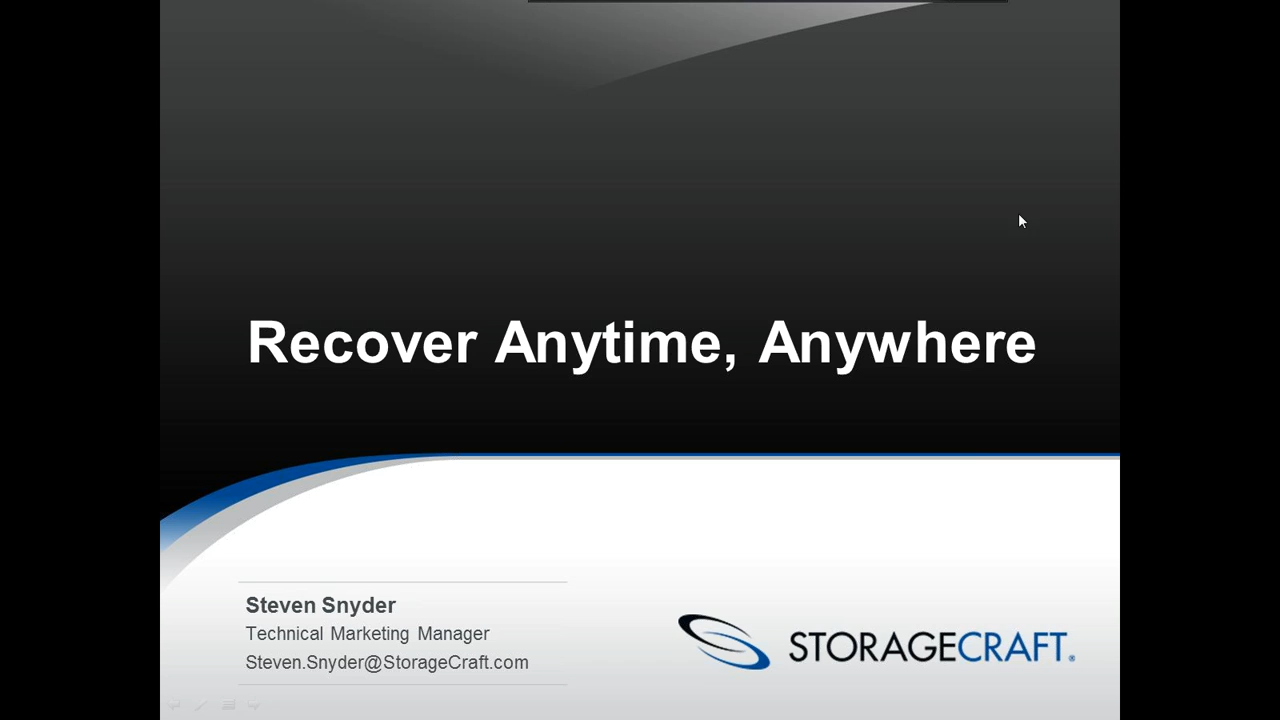 Recover Anytime, Anywhere
Steven Snyder
Technical Marketing Manager
Steven.Snyder@StorageCraft.com
STORAGECRAFT®